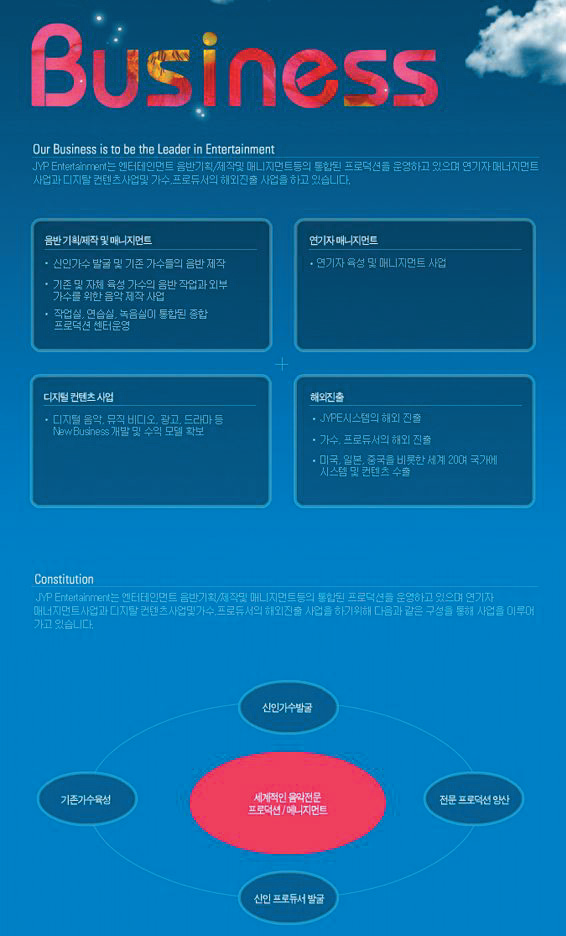 Business
Our Business is to be the Leader in Entertainment
JYP Entertainment는 엔터테인먼트 음반기획/제작및 매니지먼트등의 통합된 프로덕션을 운영하고 있으며 연기자 매너지먼트
사업과 디지털 컨텐츠사업및 가수,프로듀서의 해외진출 사업을 하고 있습니다.
음반 기획/제작 및 매니지먼트
• 신인가수 발굴 및 기존 가수들의 음반 제작
• 기존 및 자체 육성 가수의 음반 작업과 외부
가수를 위한 음악 제작 사업
• 작업실, 연습실, 녹음실이 통합된 종합
프로덕션 센터운영
연기자 매니지먼트
• 연기자 육성 및 매니지먼트 사업
디지털 컨텐츠 사업
• 디지털 음악, 뮤직 비디오, 광고, 드라마 등
New Business 개발 및 수익 모델 확보
해외진출
• JYPE시스템의 해외 진출
• 가수, 프로듀서의 해외 진출
• 미국, 일본, 중국을 비롯한 세계 20여 국가에
시스템 및 컨텐츠 수출
Constitution
JYP Entertainment는 엔터테인먼트 음반기획/제작및 매니지먼트등의 통합된 프로덕션을 운영하고 있으며 연기자
매너지먼트사업과 디지털 컨텐츠사업및가수,프로듀서의 해외진출 사업을 하기위해 다음과 같은 구성을 통해 사업을 이루어
가고 있습니다.
신인가수발굴
기존가수육성
세계적인 음악전문
프로덕션 / 매니지먼트
전문 프로덕션 양산
신인 프로듀서 발굴